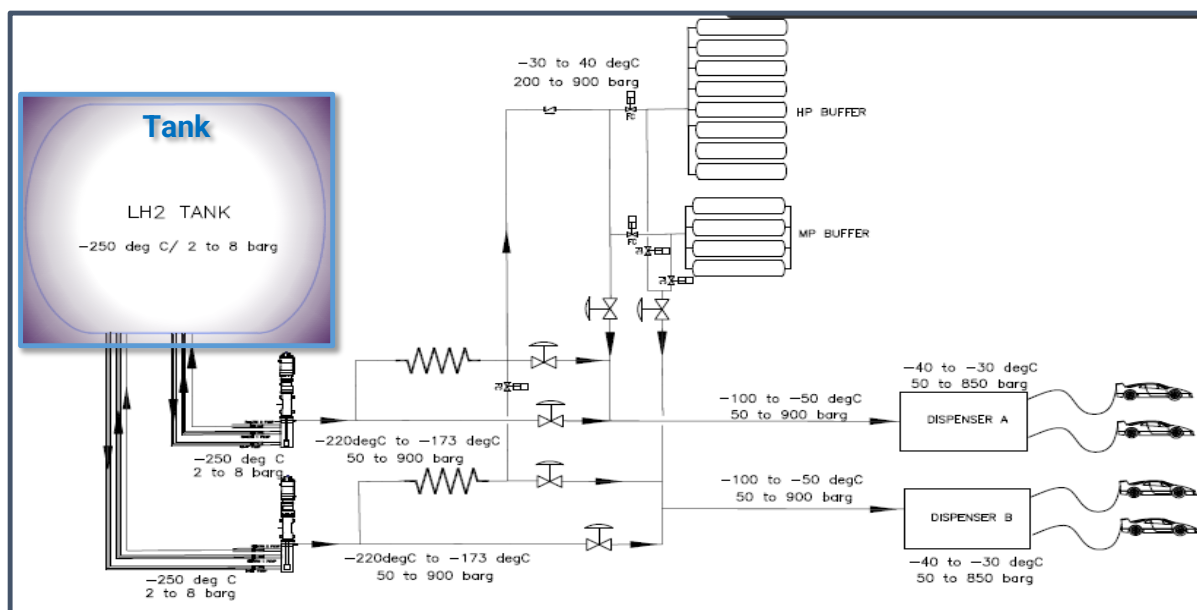 Tank
LH2 TANK
-250 deg C/ 2 to 8 barg
-30 to 40 degC
200 to 900 barg
FC
HP BUFFER
FC
MP BUFFER
-250 deg C
2 to 8 barg
-220degC to -173 degC
50 to 900 barg
-100 to -50 degC
50 to 900 barg
-40 to -30 degC
50 to 850 barg
DISPENSER A
-250 deg C
2 to 8 barg
-220degC to -173 degC
50 to 900 barg
-100 to -50 degC
50 to 900 barg
DISPENSER B
-40 to -30 degC
50 to 850 barg